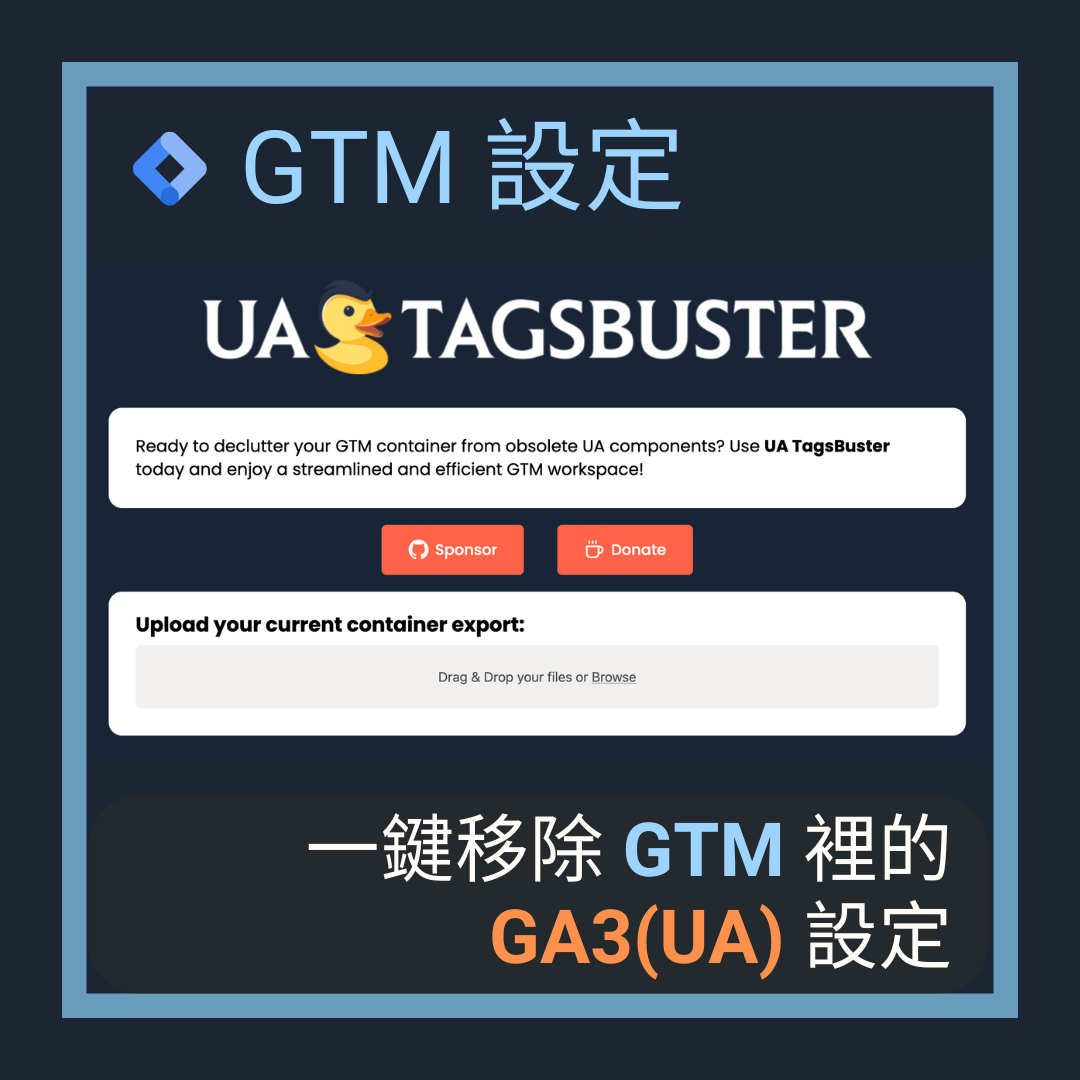 GTM 設定
UA TAGSBUSTER
Ready to declutter your GTM container from obsolete UA components? Use UA TagsBuster
today and enjoy a streamlined and efficient GTM workspace!
Sponsor
Donate
Upload your current container export:
Drag & Drop your files or Browse
一鍵移除 GTM 裡的
GA3(UA) 設定